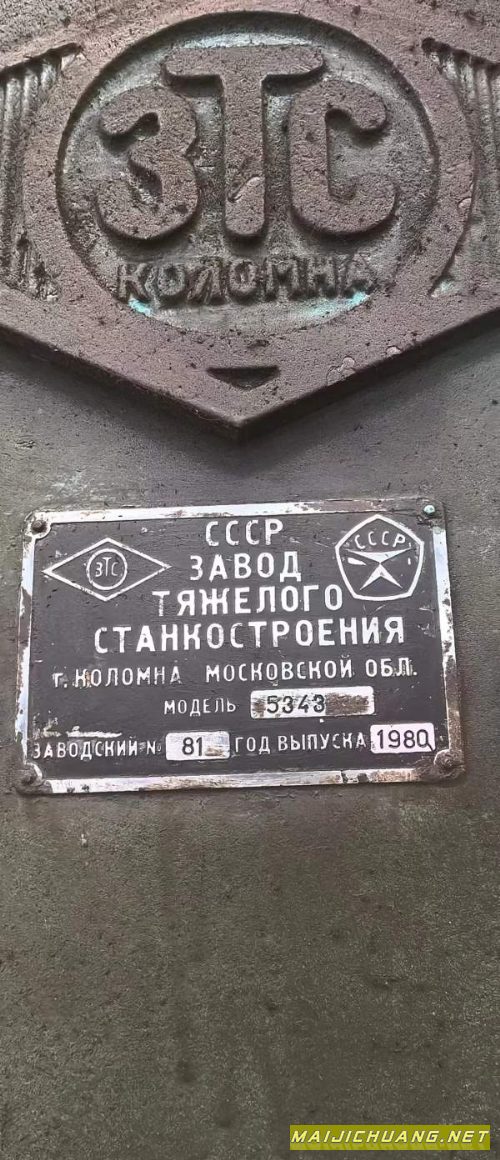 ЗТС
КОЛОМНА
СССР
ЗТС
СССР
ЗАВОД
ТЯЖЕЛОГО
СТАНКОСТРОЕНИЯ
г. КОЛОМНА МОСКОВСКОЙ ОБЛ.
МОДЕЛЬ 5343
ЗАВОДСКИЙ № 81 ГОД ВЫПУСКА 1980
MAIJICHUANG.NET